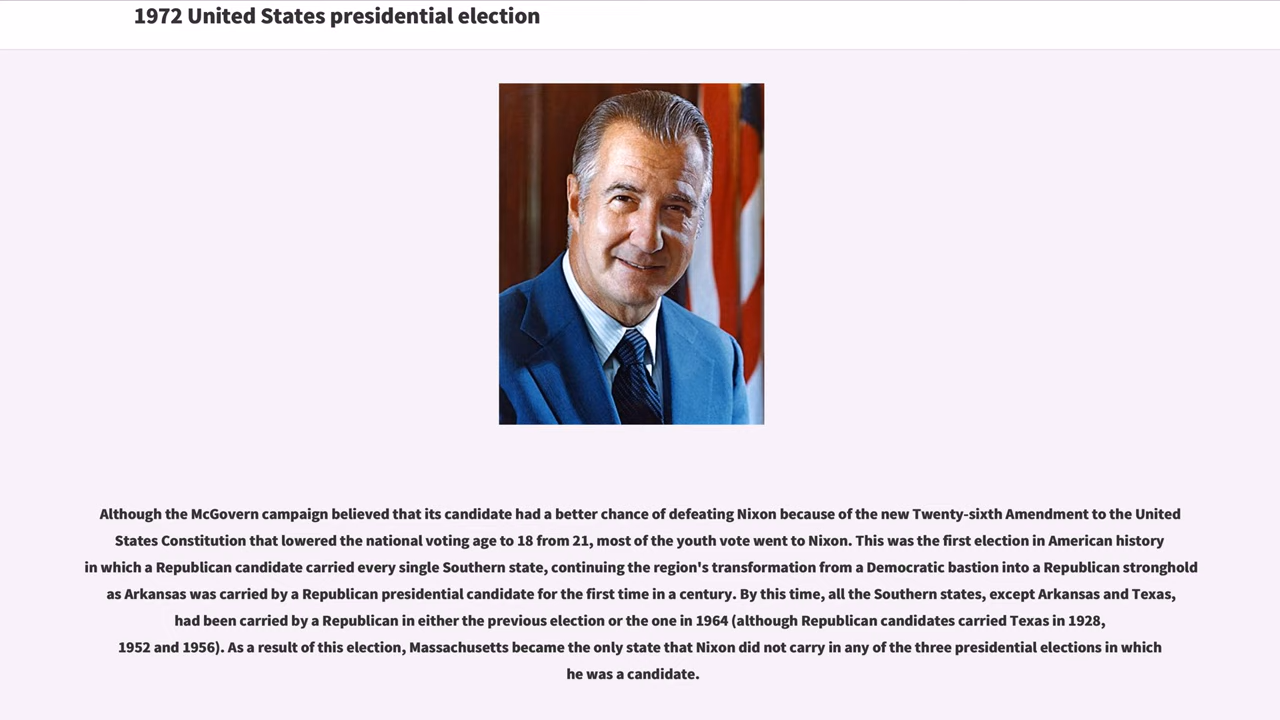 1972 United States presidential election
Although the McGovern campaign believed that its candidate had a better chance of defeating Nixon because of the new Twenty-sixth Amendment to the United
States Constitution that lowered the national voting age to 18 from 21, most of the youth vote went to Nixon. This was the first election in American history
in which a Republican candidate carried every single Southern state, continuing the region's transformation from a Democratic bastion into a Republican stronghold
as Arkansas was carried by a Republican presidential candidate for the first time in a century. By this time, all the Southern states, except Arkansas and Texas,
had been carried by a Republican in either the previous election or the one in 1964 (although Republican candidates carried Texas in 1928,
1952 and 1956). As a result of this election, Massachusetts became the only state that Nixon did not carry in any of the three presidential elections in which
he was a candidate.